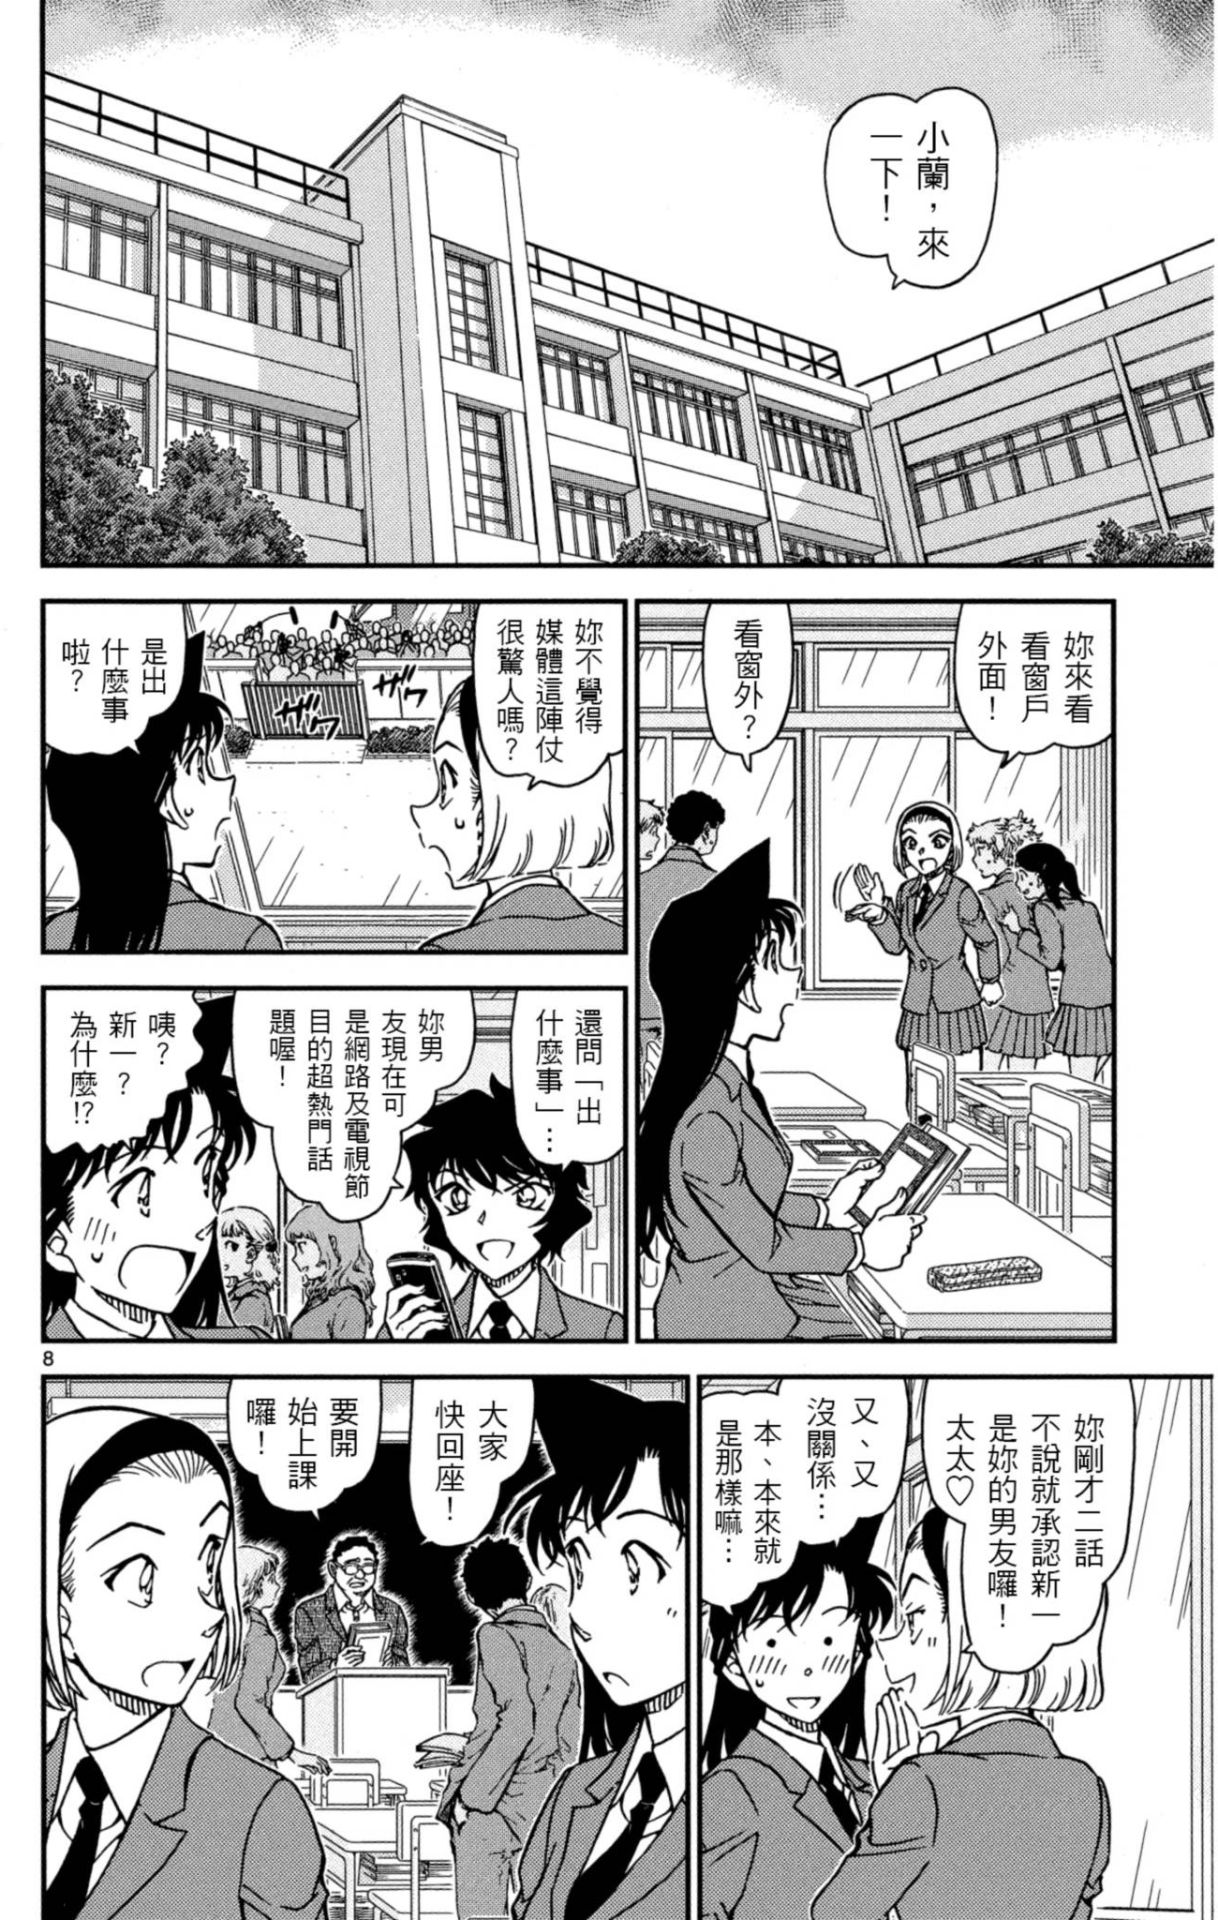 小蘭，來
一下！
妳來看
看窗戶
外面！
看窗外？
妳不覺得
媒體這陣仗
很驚人嗎？
ザワ
ザワ
是出
什麼事
啦？
還問「出
什麼事」…
妳男
友現在可
是網路及電視節
目的超熱門話
題喔！
咦？
新一？
為什麼！？
妳剛才二話
不說就承認新一
是妳的男友囉！
太太♡
又、又
沒關係…
本、本來就
是那樣嘛…
大家
快回座！
要開
始上課
囉！
8